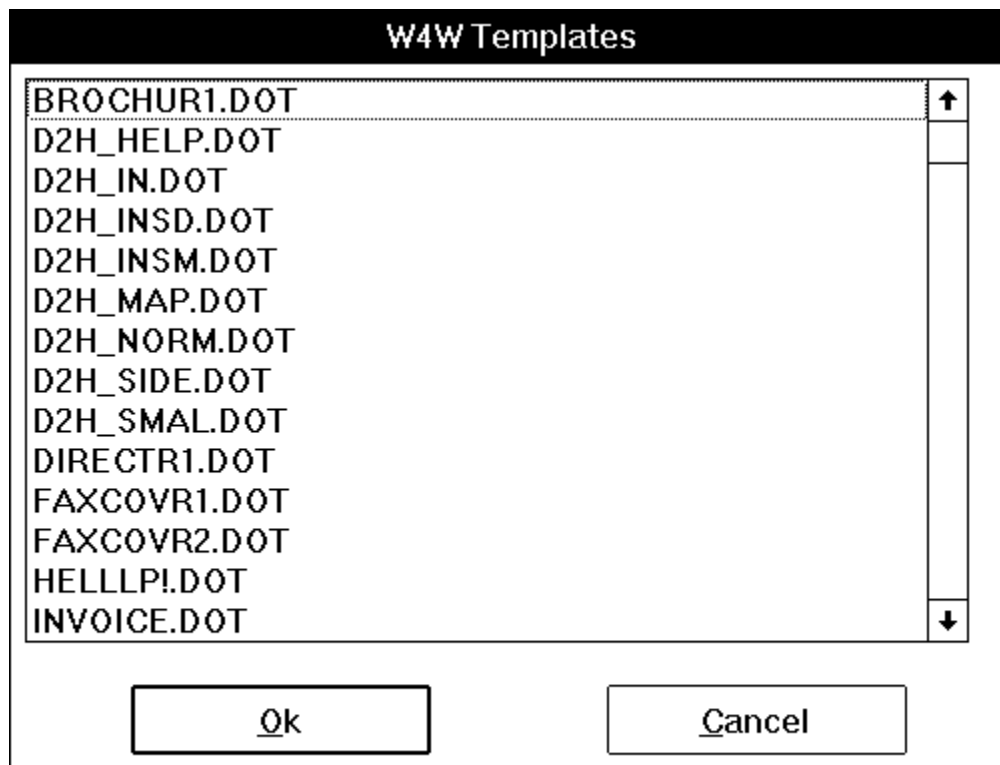 W4W Templates
BROCHUR1.DOT
D2H_HELP.DOT
D2H_IN.DOT
D2H_INSD.DOT
D2H_INSM.DOT
D2H_MAP.DOT
D2H_NORM.DOT
D2H_SIDE.DOT
D2H_SMAL.DOT
DIRECTR1.DOT
FAXCOVR1.DOT
FAXCOVR2.DOT
HELLLP!.DOT
INVOICE.DOT
Ok Cancel